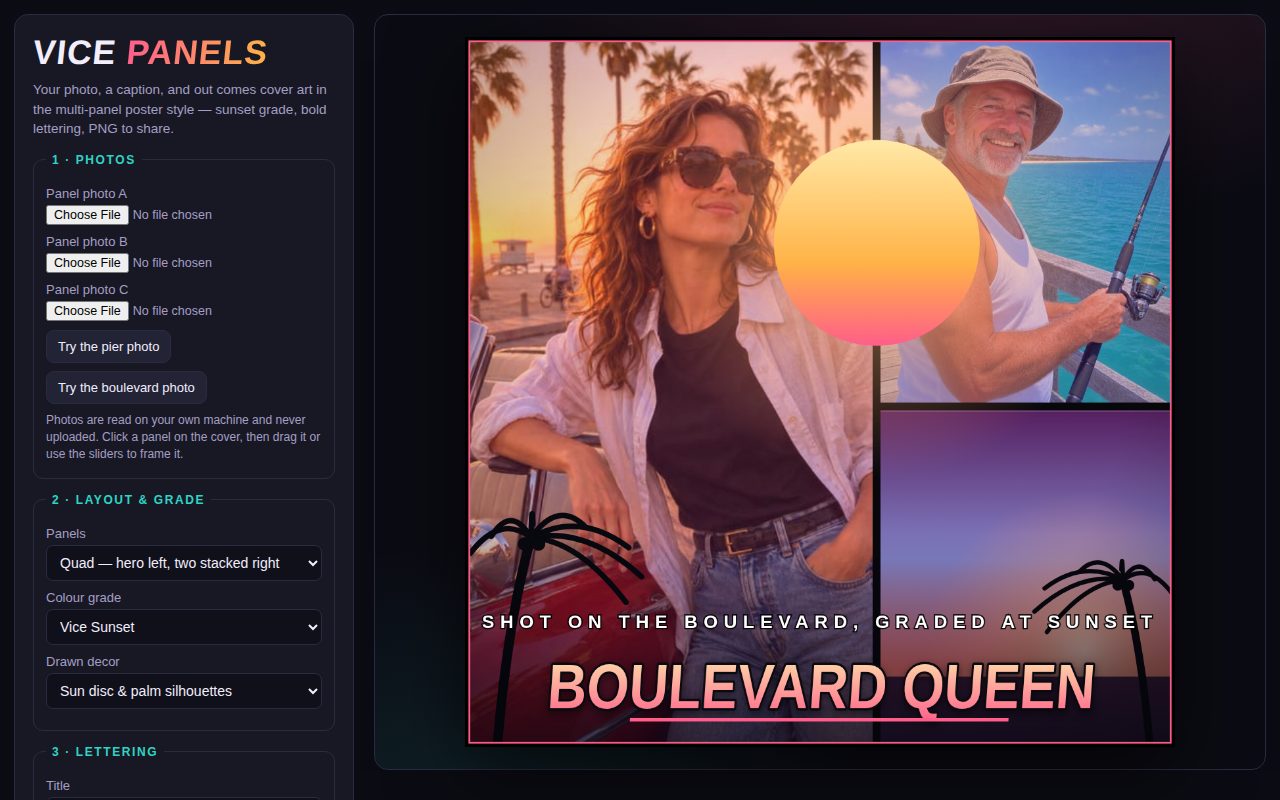 VICE PANELS
Your photo, a caption, and out comes cover art in
the multi-panel poster style — sunset grade, bold
lettering, PNG to share.
1 · PHOTOS
Panel photo A
Choose File No file chosen
Panel photo B
Choose File No file chosen
Panel photo C
Choose File No file chosen
Try the pier photo
Try the boulevard photo
Photos are read on your own machine and never
uploaded. Click a panel on the cover, then drag it or
use the sliders to frame it.
2 · LAYOUT & GRADE
Panels
Quad — hero left, two stacked right
Colour grade
Vice Sunset
Drawn decor
Sun disc & palm silhouettes
3 · LETTERING
Title
SHOT ON THE BOULEVARD, GRADED AT SUNSET
BOULEVARD QUEEN